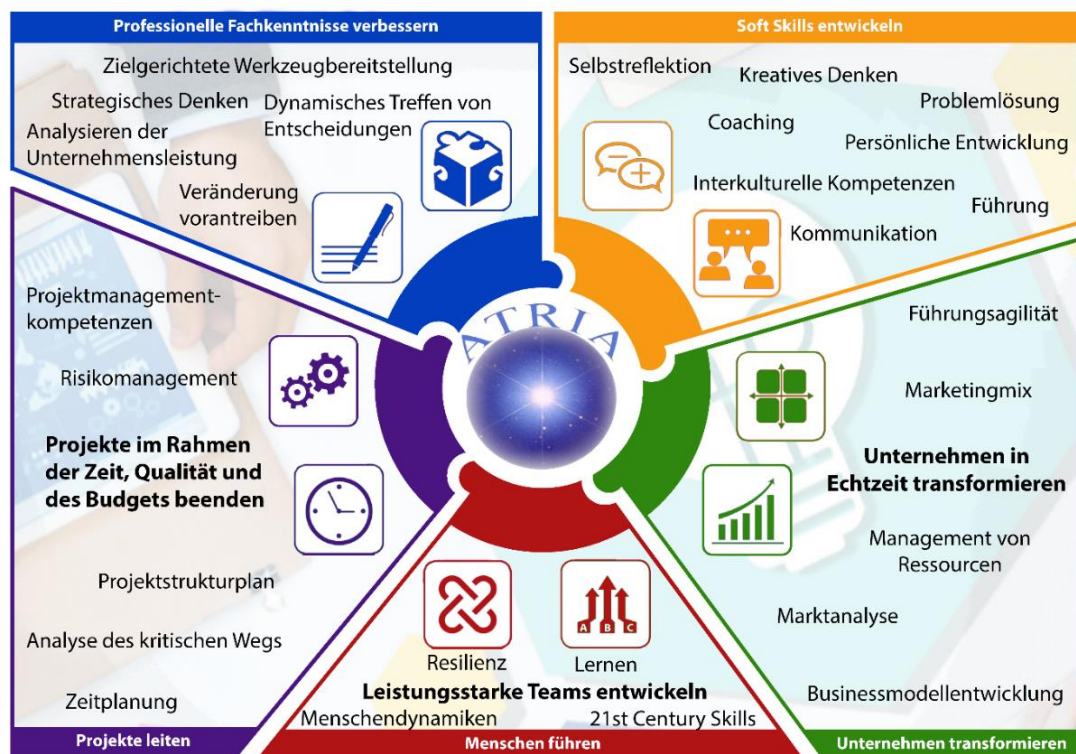 Professionelle Fachkenntnisse verbessern
Zielgerichtete Werkzeugbereitstellung
Strategisches Denken
Dynamisches Treffen von
Entscheidungen
Analysieren der
Unternehmensleistung
Veränderung
vorantreiben
Soft Skills entwickeln
Selbstreflektion
Kreatives Denken
Problemlösung
Coaching
Persönliche Entwicklung
Interkulturelle Kompetenzen
Führung
Kommunikation
ATRIA
Projektmanagement-
kompetenzen
Risikomanagement
Projekte im Rahmen
der Zeit, Qualität und
des Budgets beenden
Projektstrukturplan
Analyse des kritischen Wegs
Zeitplanung
Projekte leiten
A B C
Resilienz
Lernen
Leistungsstarke Teams entwickeln
Menschendynamiken
21st Century Skills
Menschen führen
Führungsagilität
Marketingmix
Unternehmen in
Echtzeit transformieren
Management von
Ressourcen
Marktanalyse
Businessmodellentwicklung
Unternehmen transformieren